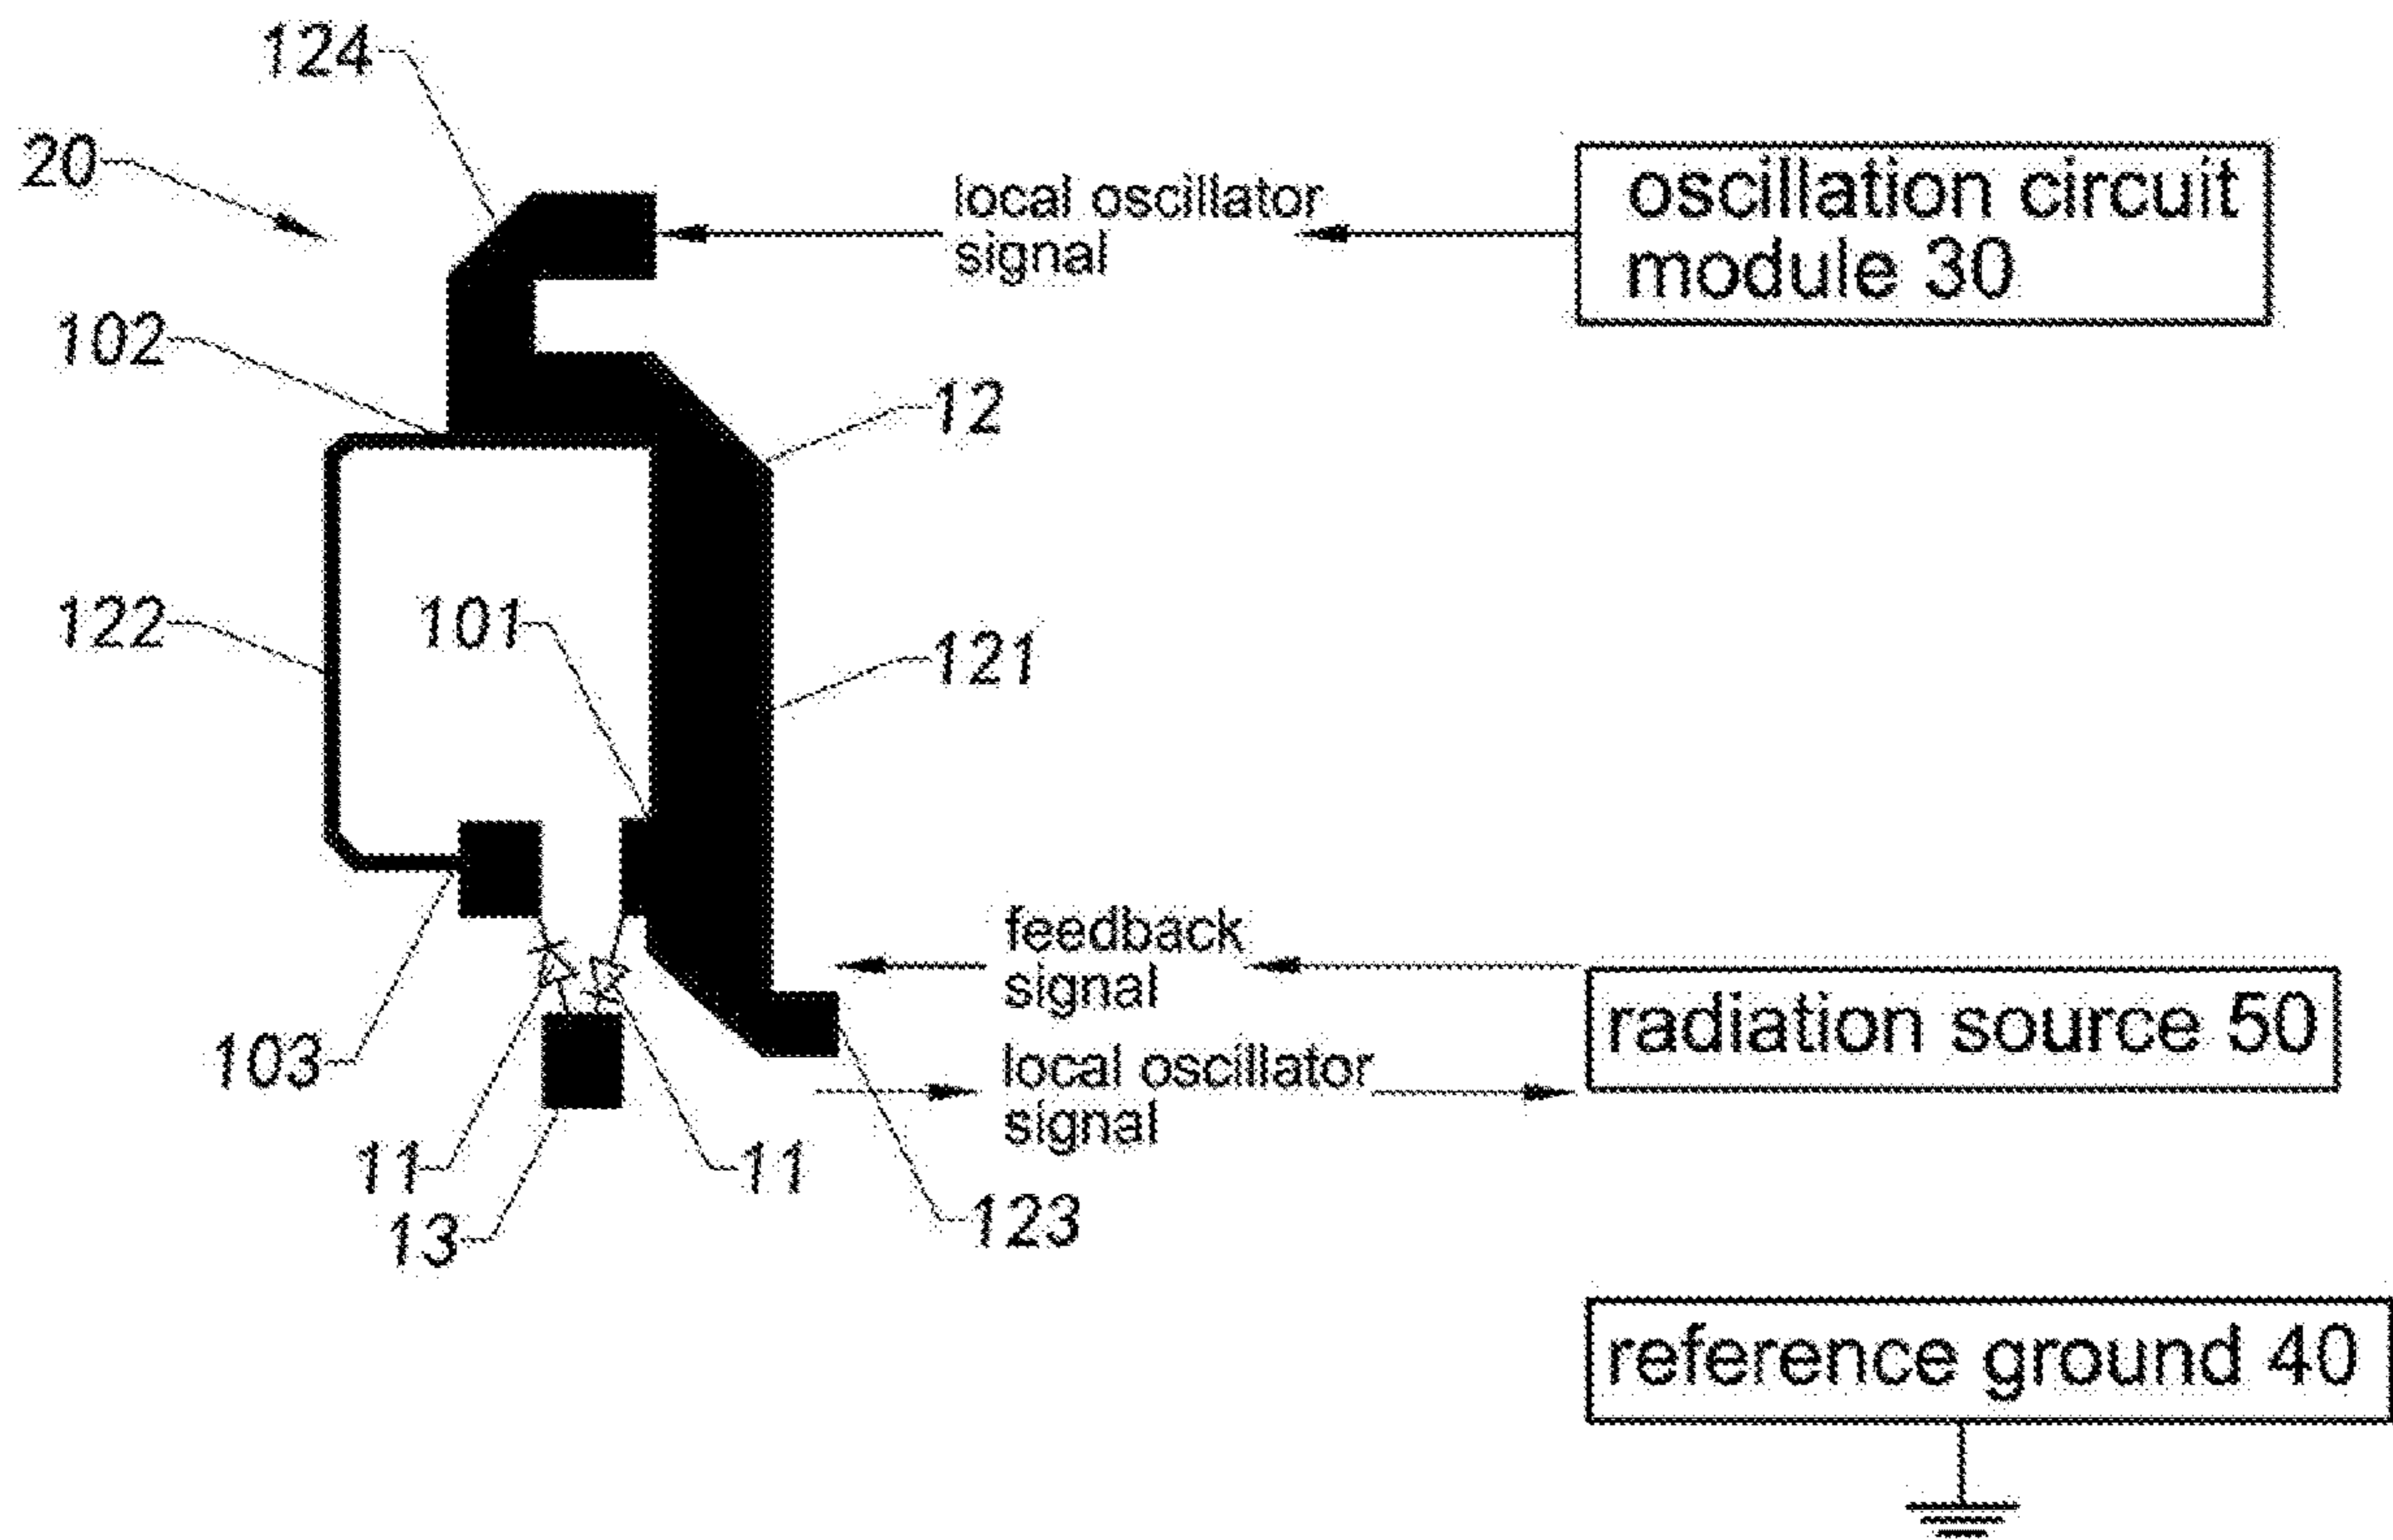 124
20
local oscillator
signal
oscillation circuit
module 30
102
12
122
101
121
feedback
signal
radiation source 50
103
local oscillator
signal
11
11
13
123
reference ground 40